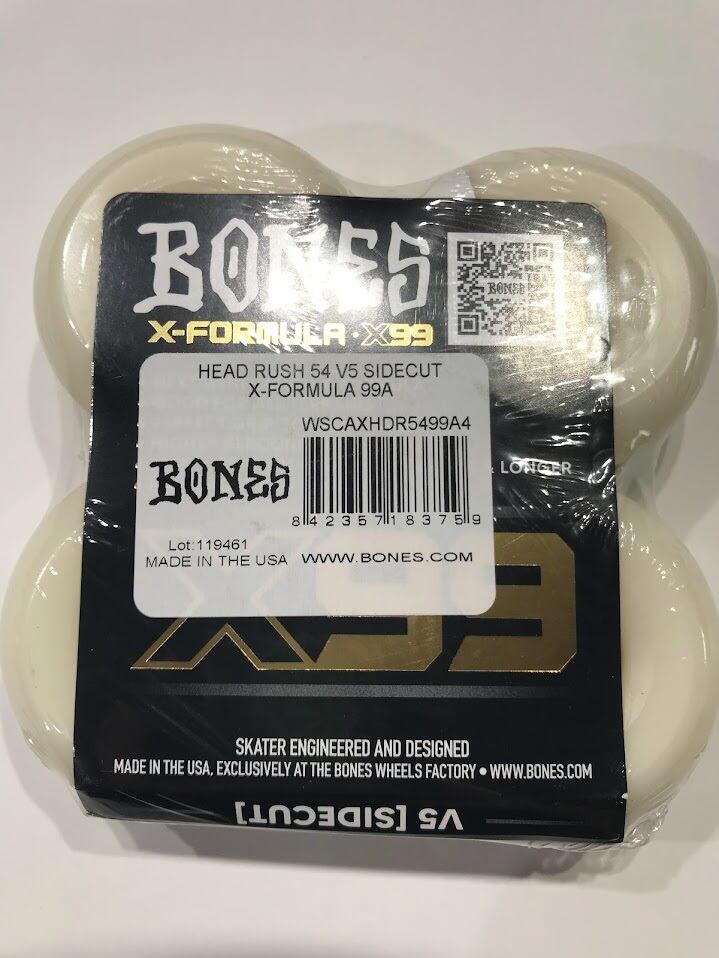 BONES
BONES
X-FORMULA • X99
HEAD RUSH 54 V5 SIDECUT
X-FORMULA 99A
WSCAXHDR5499A4
BONES
8 42357 18375 9
Lot:119461
MADE IN THE USA WWW.BONES.COM
LONGER
X99
SKATER ENGINEERED AND DESIGNED
MADE IN THE USA, EXCLUSIVELY AT THE BONES WHEELS FACTORY • WWW.BONES.COM
V5 [SIDECUT]